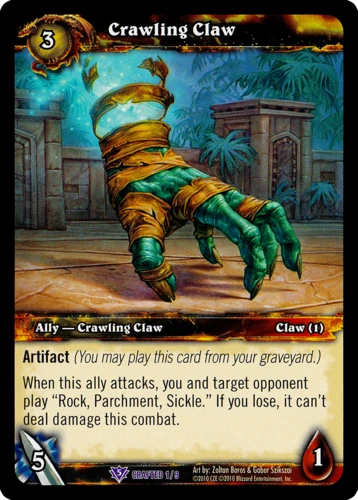 3
Crawling Claw
Ally — Crawling Claw
Claw (1)
Artifact (You may play this card from your graveyard.)
When this ally attacks, you and target opponent
play “Rock, Parchment, Sickle.” If you lose, it can’t
deal damage this combat.
5
5
CRAFTED 1/9
Art by: Zoltan Boros & Gabor Szikszai
©2010 CZE ©2010 Blizzard Entertainment, Inc.
1